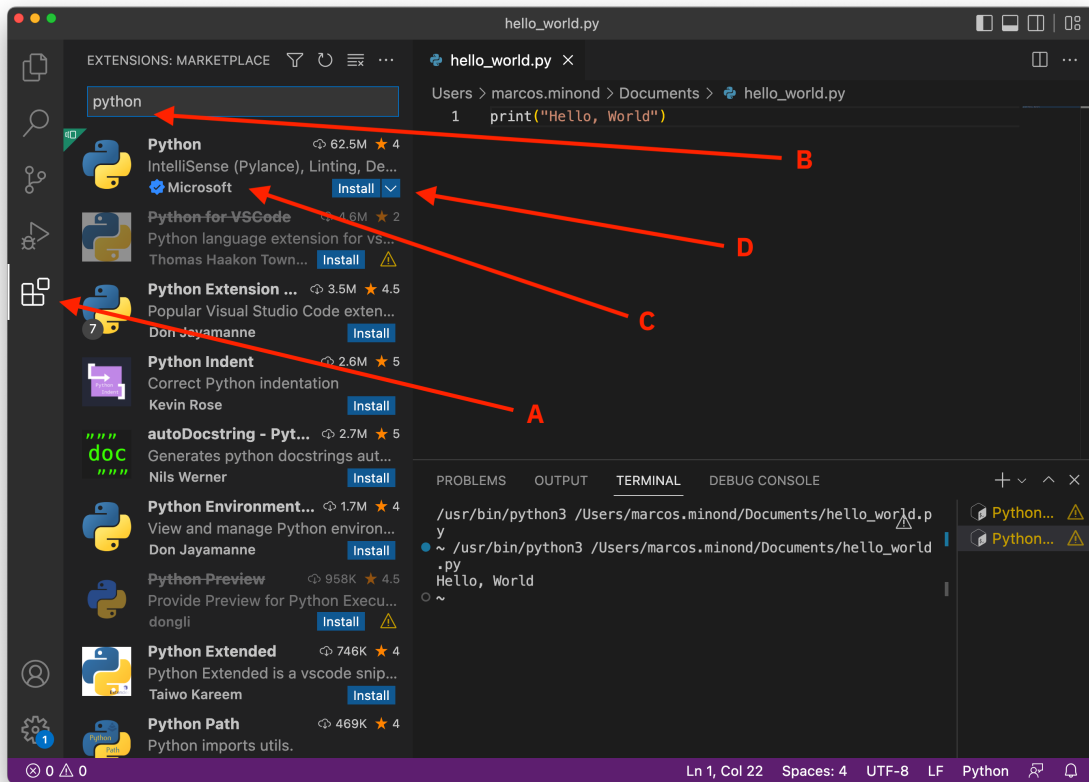 hello_world.py
EXTENSIONS: MARKETPLACE
python
Python 62.5M 4
IntelliSense (Pylance), Linting, De...
Microsoft Install
Python for VSCode 4.6M 2
Python language extension for vs...
Thomas Haakon Town... Install
Python Extension ... 3.5M 4.5
Popular Visual Studio Code exten...
7
Don Jayamanne Install
Python Indent 2.6M 5
Correct Python indentation
Kevin Rose Install
Python
Indent
autoDocstring - Pyt... 2.7M 5
Generates python docstrings aut...
Nils Werner Install
"""
doc
"""
Python Environment... 1.7M 4
View and manage Python environ...
Don Jayamanne Install
Python Preview 958K 4.5
Provide Preview for Python Execu...
dongli Install
Python Extended 746K 4
Python Extended is a vscode snip...
Taiwo Kareem Install
Python Path 469K 4
Python imports utils.
Python
Path
1
hello_world.py
Users > marcos.minond > Documents > hello_world.py
1 print("Hello, World")
B
D
C
A
PROBLEMS OUTPUT TERMINAL DEBUG CONSOLE
/usr/bin/python3 /Users/marcos.minond/Documents/hello_world.p
y
~ /usr/bin/python3 /Users/marcos.minond/Documents/hello_world
.py
Hello, World
~
Python...
Python...
0 0 Ln 1, Col 22 Spaces: 4 UTF-8 LF Python